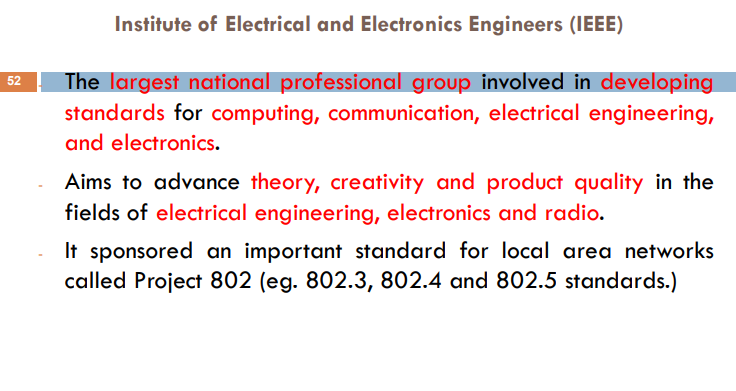 Institute of Electrical and Electronics Engineers (IEEE)
52
- The largest national professional group involved in developing
standards for computing, communication, electrical engineering,
and electronics.
- Aims to advance theory, creativity and product quality in the
fields of electrical engineering, electronics and radio.
- It sponsored an important standard for local area networks
called Project 802 (eg. 802.3, 802.4 and 802.5 standards.)